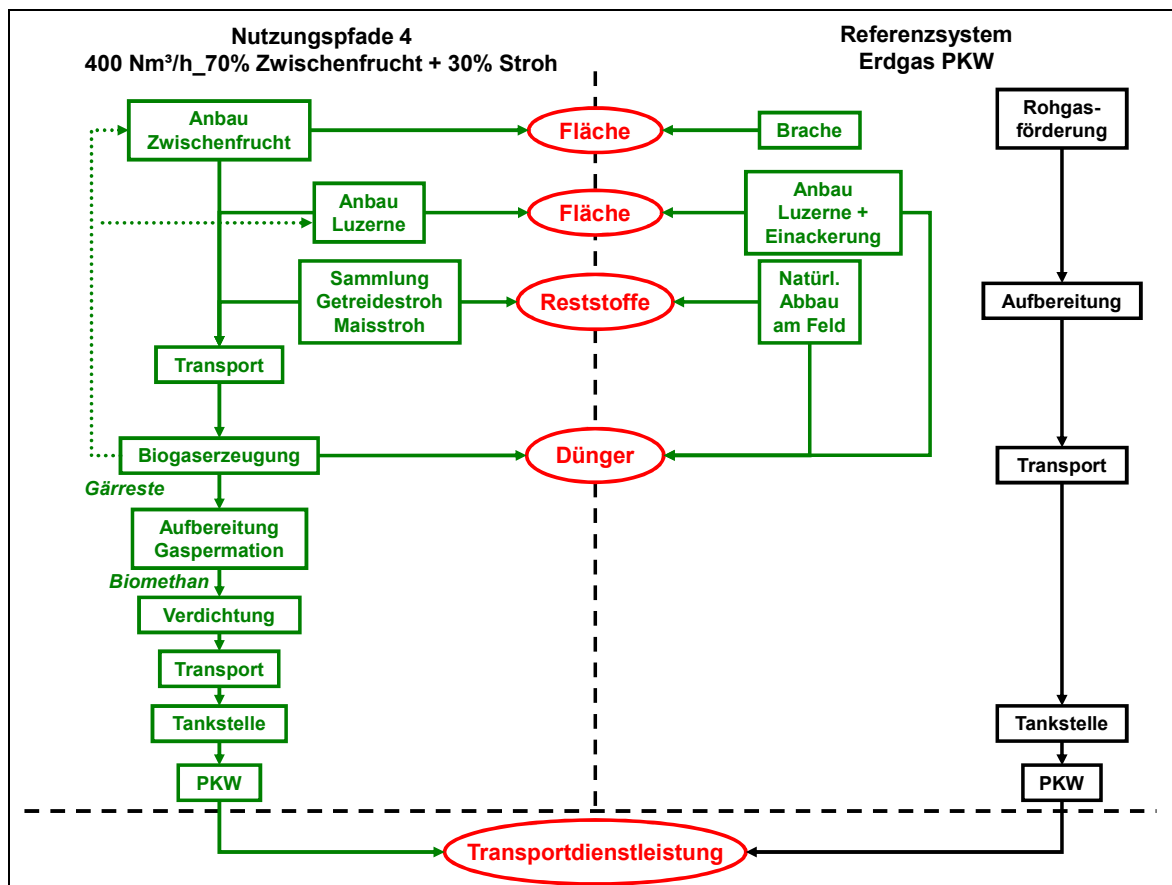 Nutzungspfade 4
400 Nm³/h_70% Zwischenfrucht + 30% Stroh
Referenzsystem
Erdgas PKW
Anbau
Zwischenfrucht
Fläche
Brache
Rohgas-
förderung
Anbau
Luzerne
Fläche
Anbau
Luzerne +
Einackerung
Sammlung
Getreidestroh
Maisstroh
Reststoffe
Natürl.
Abbau
am Feld
Aufbereitung
Transport
Biogaserzeugung
Dünger
Transport
Gärreste
Aufbereitung
Gaspermation
Biomethan
Verdichtung
Transport
Tankstelle
Tankstelle
PKW
PKW
Transportdienstleistung